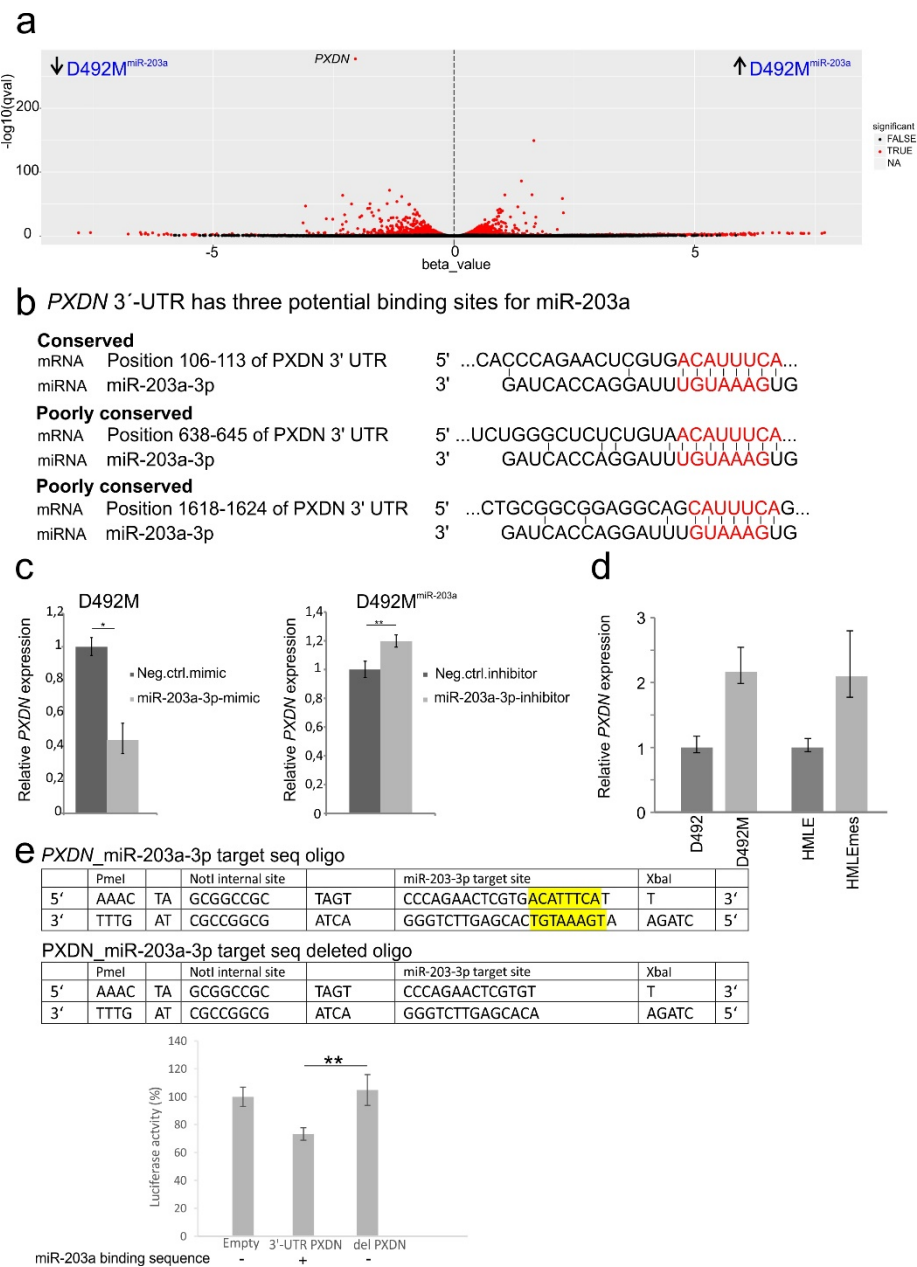 a
PXDN
↓ D492MmiR-203a
↑ D492MmiR-203a
-log10(qval)
200
100
0
-5
0
5
beta_value
significant
FALSE
TRUE
NA
b PXDN 3´-UTR has three potential binding sites for miR-203a
Conserved
mRNA Position 106-113 of PXDN 3' UTR 5' ...CACCCAGAACUCGUGACAUUUCA...
miRNA miR-203a-3p 3' GAUCACCAGGAUUUGUAAAGUG
Poorly conserved
mRNA Position 638-645 of PXDN 3' UTR 5' ...UCUGGGCUCUCUGUAACAUUUCA...
miRNA miR-203a-3p 3' GAUCACCAGGAUUUGUAAAGUG
Poorly conserved
mRNA Position 1618-1624 of PXDN 3' UTR 5' ...CTGCGGCGGAGGCAGCAUUUCAG...
miRNA miR-203a-3p 3' GAUCACCAGGAUUUGUAAAGUG
c
D492M
Relative PXDN expression
1,2
1
0,8
0,6
0,4
0,2
0
*
Neg.ctrl.mimic
miR-203a-3p-mimic
D492MmiR-203a
Relative PXDN expression
1,4
1,2
1
0,8
0,6
0,4
0,2
0
**
Neg.ctrl.inhibitor
miR-203a-3p-inhibitor
d
Relative PXDN expression
3
2
1
0
D492
D492M
HMLE
HMLEmes
e PXDN_miR-203a-3p target seq oligo
PmeI NotI internal site miR-203-3p target site XbaI
5‘ AAAC TA GCGGCCGC TAGT CCCAGAACTCGTGACATTTCAT T 3‘
3‘ TTTG AT CGCCGGCG ATCA GGGTCTTGAGCACTGTAAAGTA AGATC 5‘
PXDN_miR-203a-3p target seq deleted oligo
PmeI NotI internal site miR-203-3p target site XbaI
5‘ AAAC TA GCGGCCGC TAGT CCCAGAACTCGTGT T 3‘
3‘ TTTG AT CGCCGGCG ATCA GGGTCTTGAGCACA AGATC 5‘
Luciferase actvity (%)
140
120
100
80
60
40
20
0
**
Empty 3'-UTR PXDN del PXDN
miR-203a binding sequence - + -